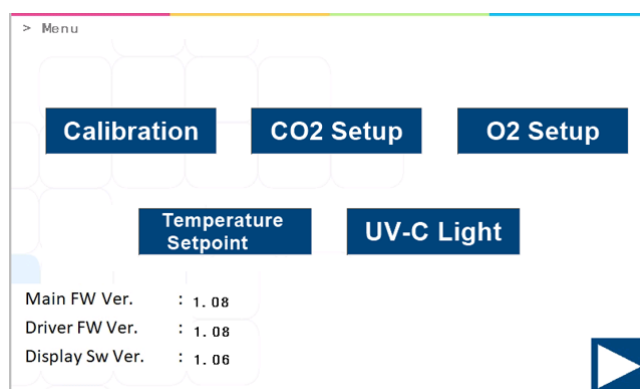 > Menu
Calibration
CO2 Setup
O2 Setup
Temperature
Setpoint
UV-C Light
Main FW Ver. : 1.08
Driver FW Ver. : 1.08
Display Sw Ver. : 1.06